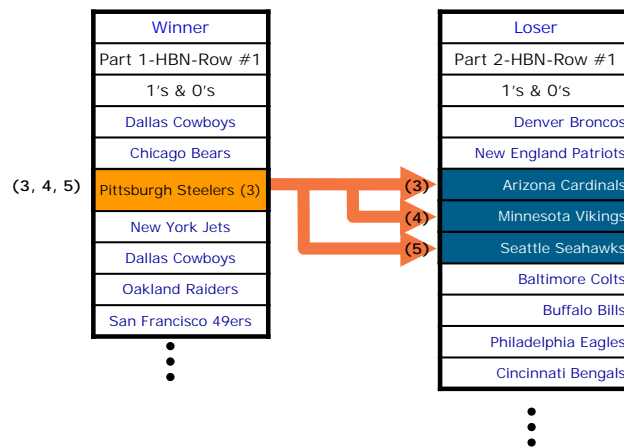 Winner
Part 1-HBN-Row #1
1's & 0's
Dallas Cowboys
Chicago Bears
(3, 4, 5)
Pittsburgh Steelers (3)
New York Jets
Dallas Cowboys
Oakland Raiders
San Francisco 49ers
(3)
(4)
(5)
Loser
Part 2-HBN-Row #1
1's & 0's
Denver Broncos
New England Patriots
Arizona Cardinals
Minnesota Vikings
Seattle Seahawks
Baltimore Colts
Buffalo Bills
Philadelphia Eagles
Cincinnati Bengals